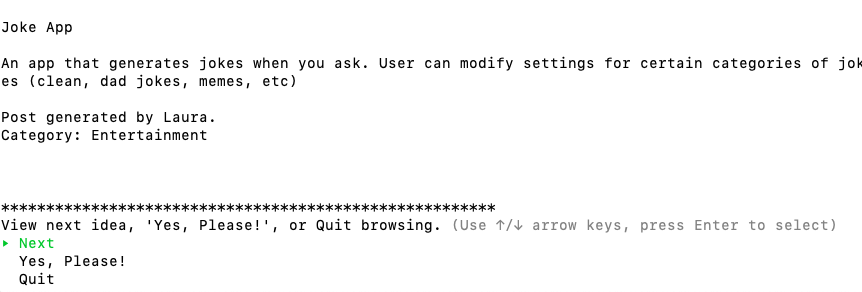 Joke App
An app that generates jokes when you ask. User can modify settings for certain categories of jok
es (clean, dad jokes, memes, etc)
Post generated by Laura.
Category: Entertainment
*******************************************************
View next idea, 'Yes, Please!', or Quit browsing. (Use ↑/↓ arrow keys, press Enter to select)
‣ Next
Yes, Please!
Quit